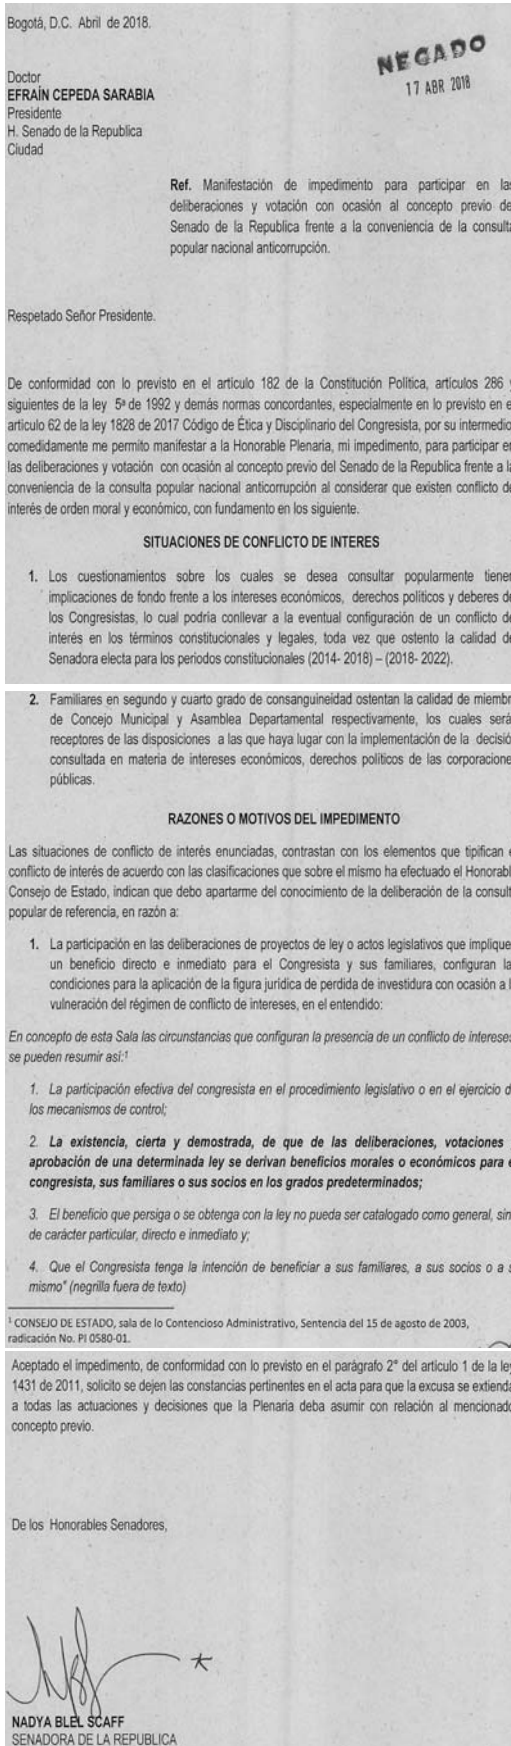 Bogotá, D.C. Abril de 2018.
NEGADO
17 ABR 2018
Doctor
EFRAÍN CEPEDA SARABIA
Presidente
H. Senado de la Republica
Ciudad
Ref. Manifestación de impedimento para participar en las
deliberaciones y votación con ocasión al concepto previo de
Senado de la Republica frente a la conveniencia de la consulta
popular nacional anticorrupción.
Respetado Señor Presidente.
De conformidad con lo previsto en el articulo 182 de la Constitución Política, artículos 286 y
siguientes de la ley 5ª de 1992 y demás normas concordantes, especialmente en lo previsto en e
artículo 62 de la ley 1828 de 2017 Código de Ética y Disciplinario del Congresista, por su intermedio
comedidamente me permito manifestar a la Honorable Plenaria, mi impedimento, para participar en
las deliberaciones y votación con ocasión al concepto previo del Senado de la Republica frente a la
conveniencia de la consulta popular nacional anticorrupción al considerar que existen conflicto de
interés de orden moral y económico, con fundamento en los siguiente.
SITUACIONES DE CONFLICTO DE INTERES
1. Los cuestionamientos sobre los cuales se desea consultar popularmente tienen
implicaciones de fondo frente a los intereses económicos, derechos políticos y deberes de
los Congresistas, lo cual podría conllevar a la eventual configuración de un conflicto de
interés en los términos constitucionales y legales, toda vez que ostento la calidad de
Senadora electa para los periodos constitucionales (2014- 2018) – (2018- 2022).
2. Familiares en segundo y cuarto grado de consanguineidad ostentan la calidad de miembr
de Concejo Municipal y Asamblea Departamental respectivamente, los cuales será
receptores de las disposiciones a las que haya lugar con la implementación de la decisió
consultada en materia de intereses económicos, derechos políticos de las corporacione
públicas.
RAZONES O MOTIVOS DEL IMPEDIMENTO
Las situaciones de conflicto de interés enunciadas, contrastan con los elementos que tipifican e
conflicto de interés de acuerdo con las clasificaciones que sobre el mismo ha efectuado el Honorabl
Consejo de Estado, indican que debo apartarme del conocimiento de la deliberación de la consult
popular de referencia, en razón a:
1. La participación en las deliberaciones de proyectos de ley o actos legislativos que implique
un beneficio directo e inmediato para el Congresista y sus familiares, configuran la
condiciones para la aplicación de la figura jurídica de perdida de investidura con ocasión a l
vulneración del régimen de conflicto de intereses, en el entendido:
En concepto de esta Sala las circunstancias que configuran la presencia de un conflicto de intereses
se pueden resumir así:¹
1. La participación efectiva del congresista en el procedimiento legislativo o en el ejercicio d
los mecanismos de control;
2. La existencia, cierta y demostrada, de que de las deliberaciones, votaciones
aprobación de una determinada ley se derivan beneficios morales o económicos para e
congresista, sus familiares o sus socios en los grados predeterminados;
3. El beneficio que persiga o se obtenga con la ley no pueda ser catalogado como general, sin
de carácter particular, directo e inmediato y;
4. Que el Congresista tenga la intención de beneficiar a sus familiares, a sus socios o a s
mismo" (negrilla fuera de texto)
¹ CONSEJO DE ESTADO, sala de lo Contencioso Administrativo, Sentencia del 15 de agosto de 2003,
radicación No. PI 0580-01.
Aceptado el impedimento, de conformidad con lo previsto en el parágrafo 2° del articulo 1 de la ley
1431 de 2011, solicito se dejen las constancias pertinentes en el acta para que la excusa se extienda
a todas las actuaciones y decisiones que la Plenaria deba asumir con relación al mencionado
concepto previo.
De los Honorables Senadores,
NADYA BLEL SCAFF
SENADORA DE LA REPUBLICA